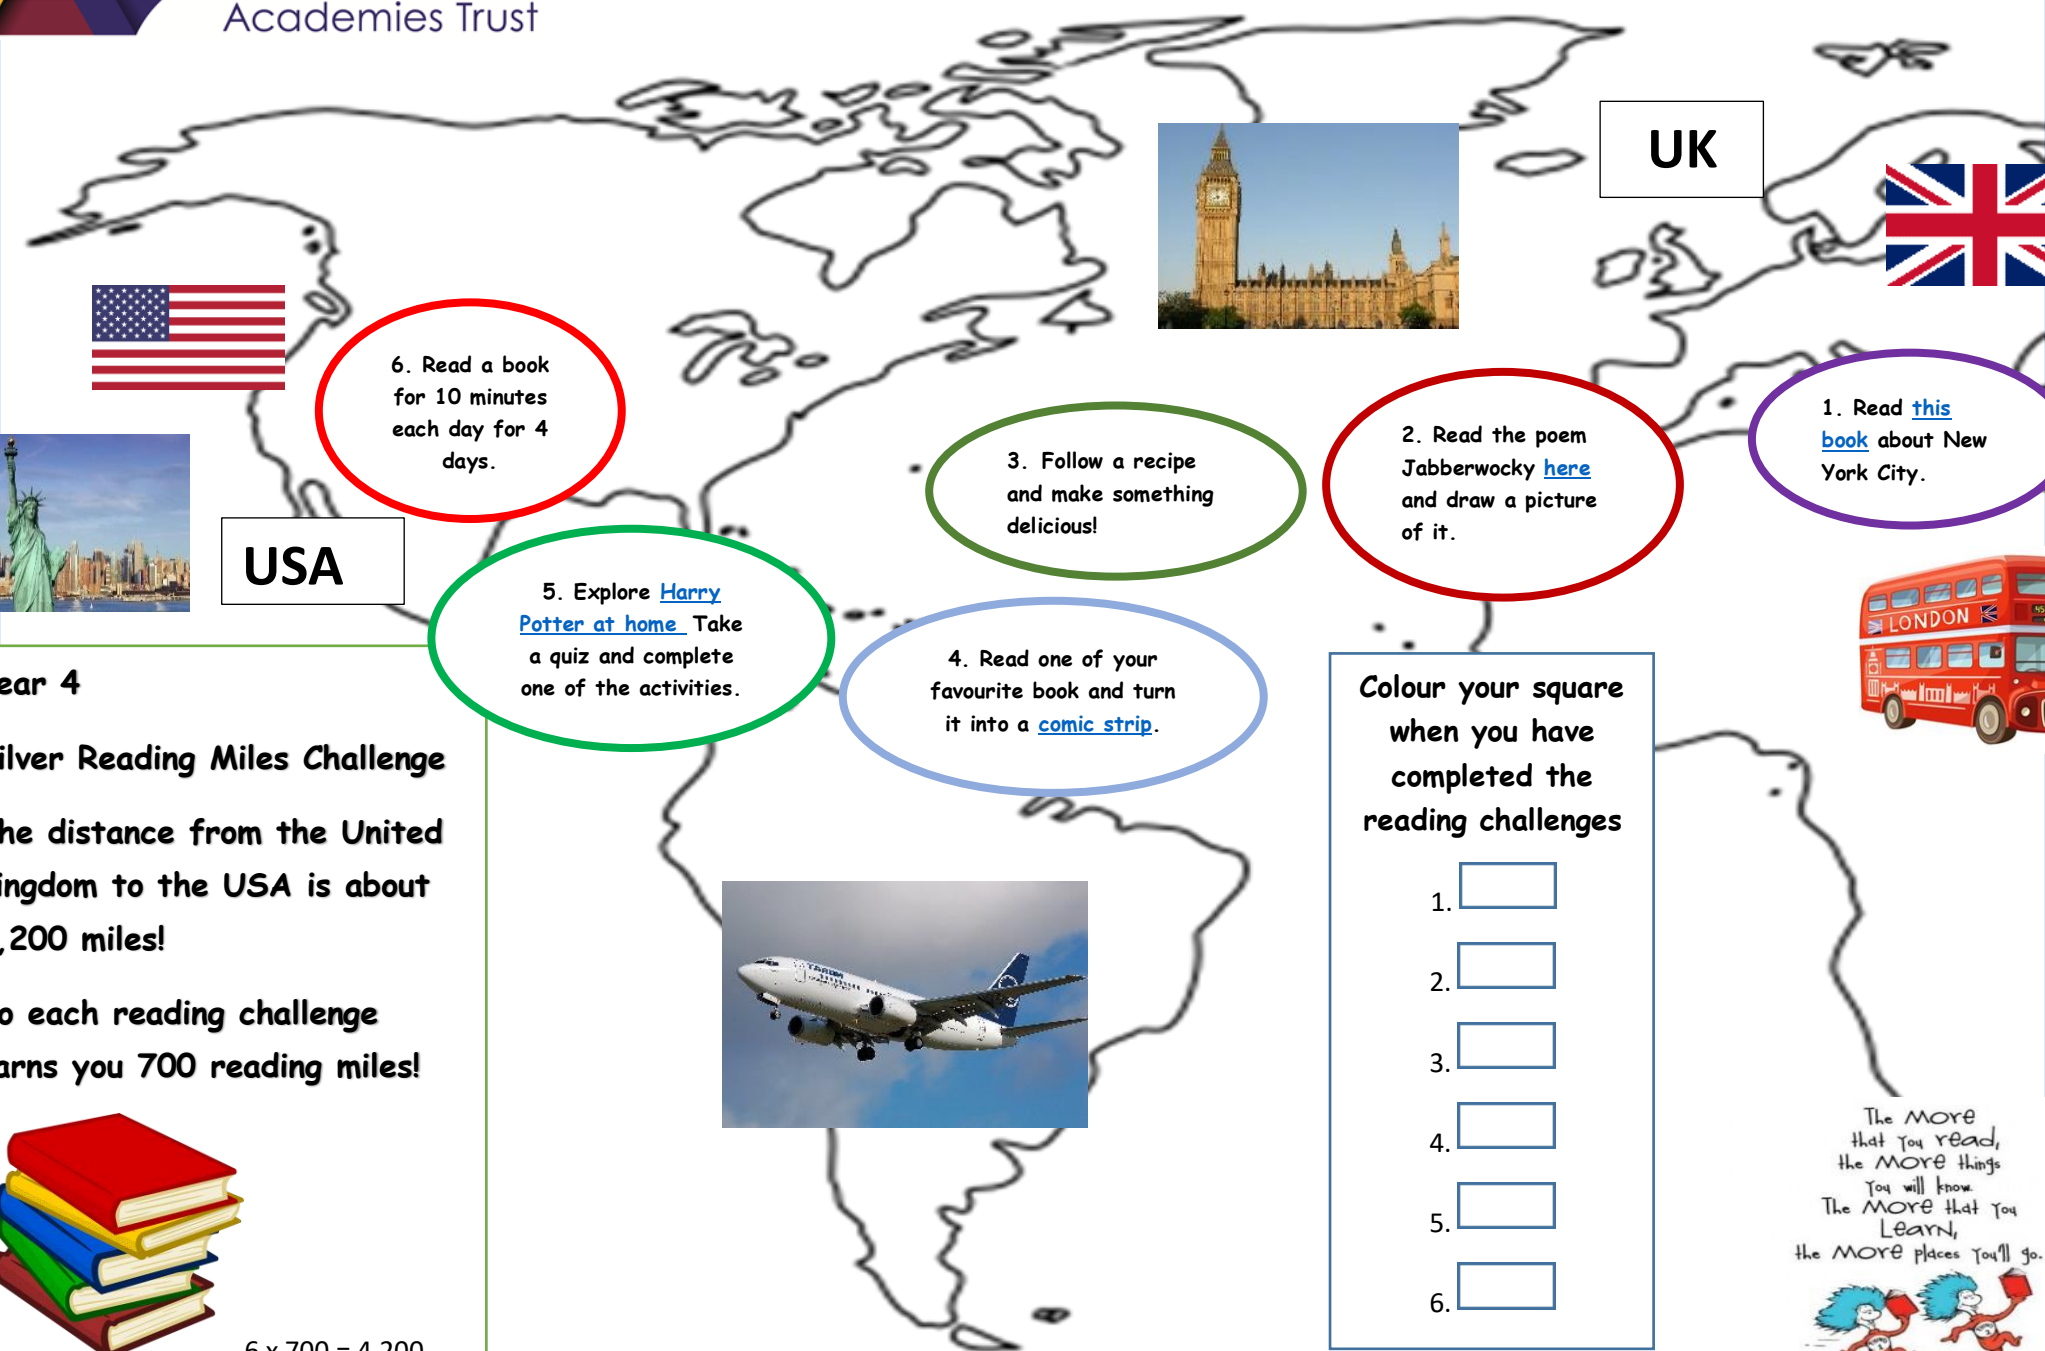 Academies Trust
UK
USA
6. Read a book
for 10 minutes
each day for 4
days.
3. Follow a recipe
and make something
delicious!
2. Read the poem
Jabberwocky here
and draw a picture
of it.
1. Read this
book about New
York City.
5. Explore Harry
Potter at home Take
a quiz and complete
one of the activities.
4. Read one of your
favourite book and turn
it into a comic strip.
LONDON
ear 4
ilver Reading Miles Challenge
he distance from the United
ingdom to the USA is about
,200 miles!
o each reading challenge
arns you 700 reading miles!
6 x 700 = 4,200
Colour your square
when you have
completed the
reading challenges
1.
2.
3.
4.
5.
6.
TAROM
The MORE
that You read,
the MORE things
You will know.
The MORE that You
Learn,
the MORE places You'll go.